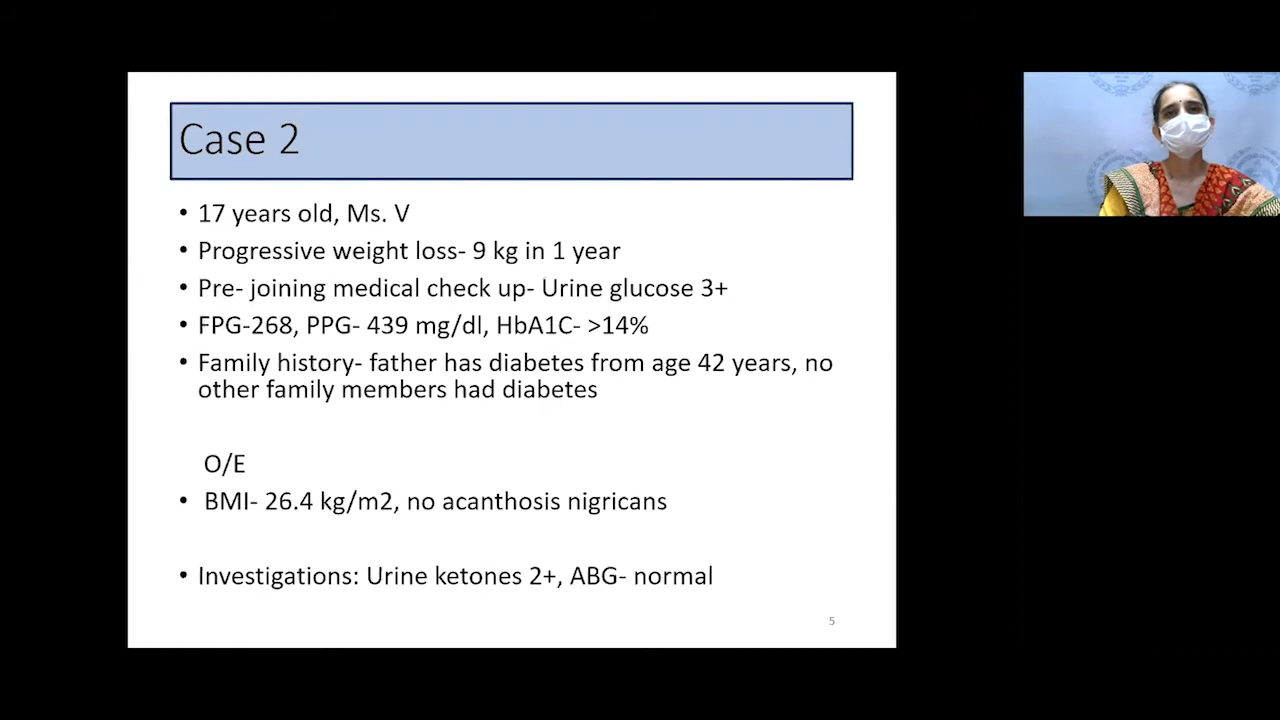 Case 2
• 17 years old, Ms. V
• Progressive weight loss- 9 kg in 1 year
• Pre- joining medical check up- Urine glucose 3+
• FPG-268, PPG- 439 mg/dl, HbA1C- >14%
• Family history- father has diabetes from age 42 years, no
other family members had diabetes
O/E
• BMI- 26.4 kg/m2, no acanthosis nigricans
• Investigations: Urine ketones 2+, ABG- normal
5